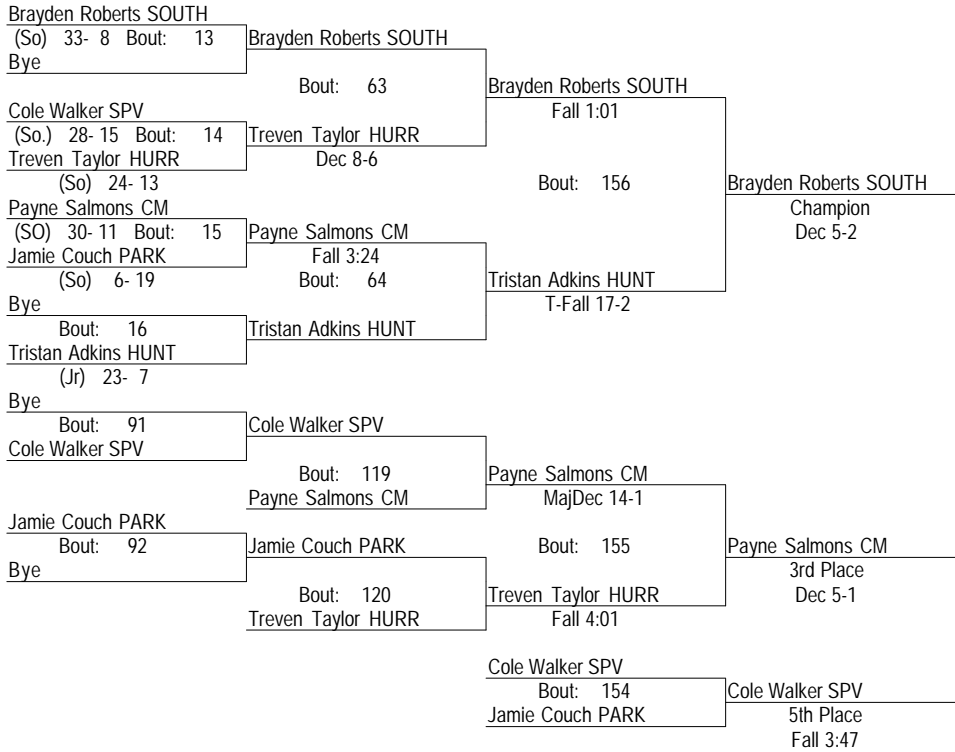 Brayden Roberts SOUTH
(So) 33- 8 Bout: 13 Brayden Roberts SOUTH
Bye
Bout: 63 Brayden Roberts SOUTH
Cole Walker SPV Fall 1:01
(So.) 28- 15 Bout: 14 Treven Taylor HURR
Treven Taylor HURR Dec 8-6
(So) 24- 13 Bout: 156 Brayden Roberts SOUTH
Payne Salmons CM Champion
(SO) 30- 11 Bout: 15 Payne Salmons CM Dec 5-2
Jamie Couch PARK Fall 3:24
(So) 6- 19 Bout: 64 Tristan Adkins HUNT
Bye T-Fall 17-2
Bout: 16 Tristan Adkins HUNT
Tristan Adkins HUNT
(Jr) 23- 7
Bye
Bout: 91 Cole Walker SPV
Cole Walker SPV
Bout: 119 Payne Salmons CM
Payne Salmons CM MajDec 14-1
Jamie Couch PARK
Bout: 92 Jamie Couch PARK Bout: 155 Payne Salmons CM
Bye 3rd Place
Bout: 120 Treven Taylor HURR Dec 5-1
Treven Taylor HURR Fall 4:01
Cole Walker SPV
Bout: 154 Cole Walker SPV
Jamie Couch PARK 5th Place
Fall 3:47